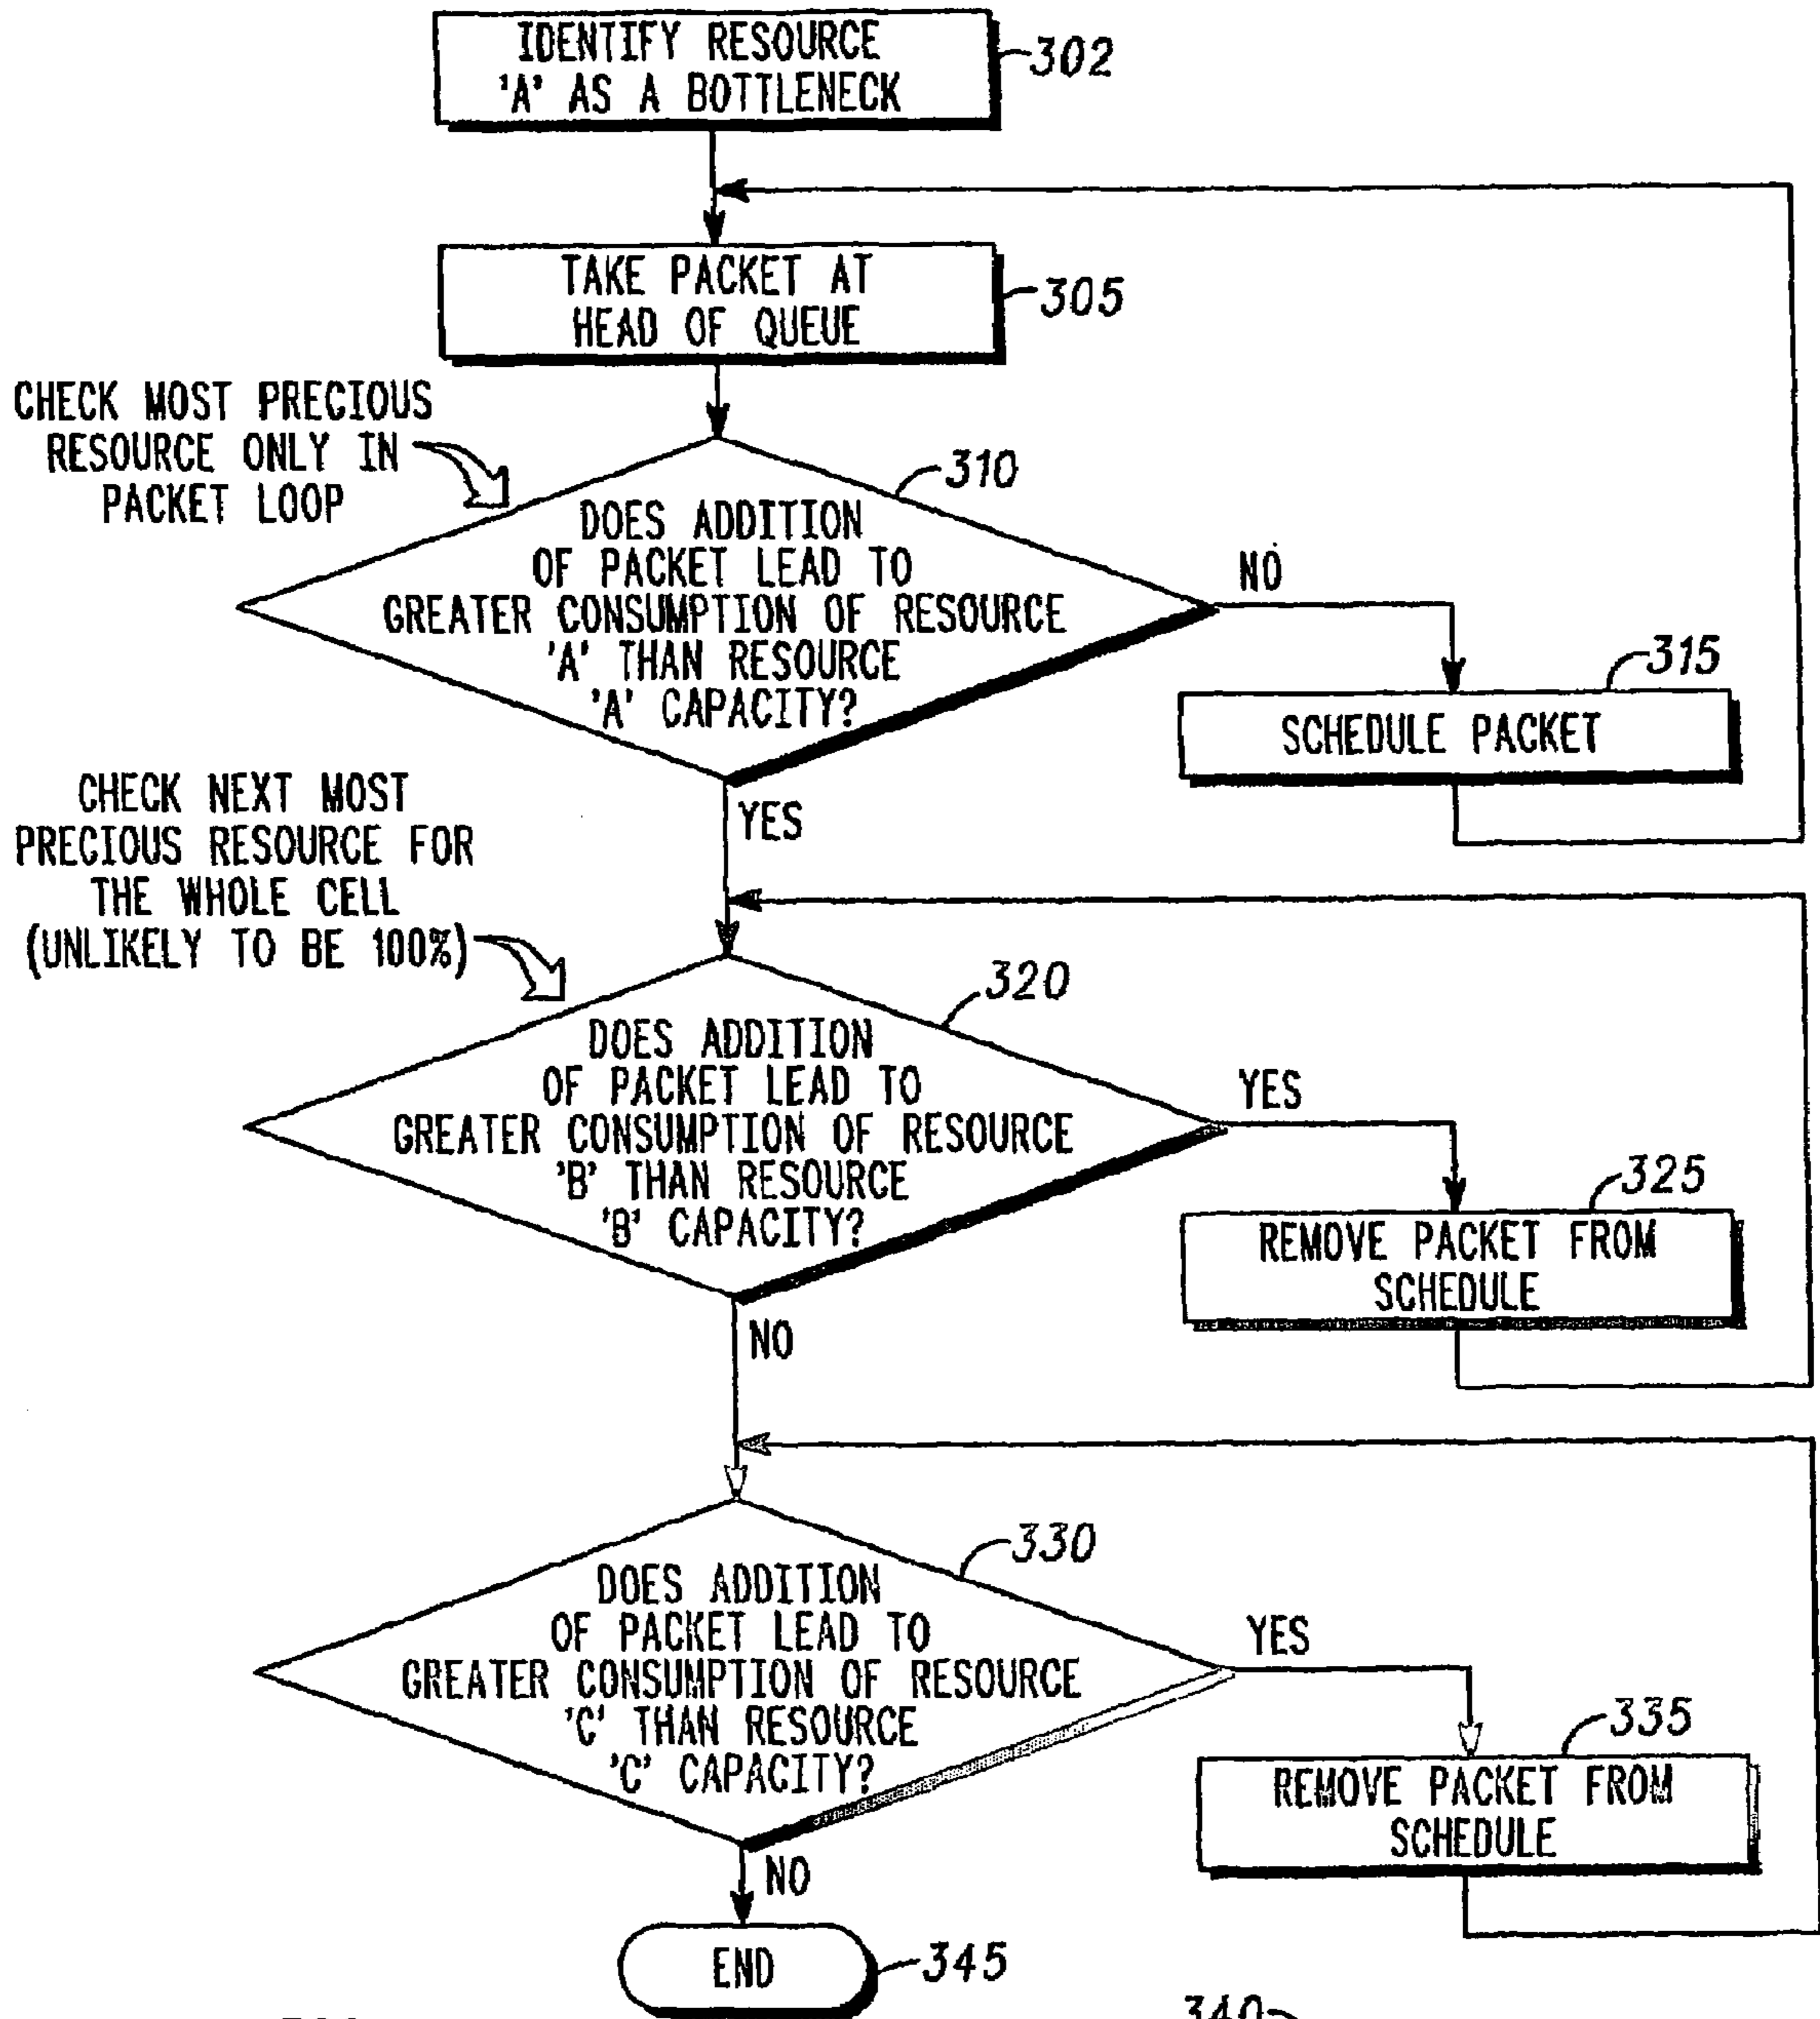 IDENTIFY RESOURCE
'A' AS A BOTTLENECK
302
TAKE PACKET AT
HEAD OF QUEUE
305
CHECK MOST PRECIOUS
RESOURCE ONLY IN
PACKET LOOP
310
DOES ADDITION
OF PACKET LEAD TO
GREATER CONSUMPTION OF RESOURCE
'A' THAN RESOURCE
'A' CAPACITY?
NO
315
SCHEDULE PACKET
YES
CHECK NEXT MOST
PRECIOUS RESOURCE FOR
THE WHOLE CELL
(UNLIKELY TO BE 100%)
320
DOES ADDITION
OF PACKET LEAD TO
GREATER CONSUMPTION OF RESOURCE
'B' THAN RESOURCE
'B' CAPACITY?
YES
325
REMOVE PACKET FROM
SCHEDULE
NO
330
DOES ADDITION
OF PACKET LEAD TO
GREATER CONSUMPTION OF RESOURCE
'C' THAN RESOURCE
'C' CAPACITY?
YES
335
REMOVE PACKET FROM
SCHEDULE
NO
END
345
340